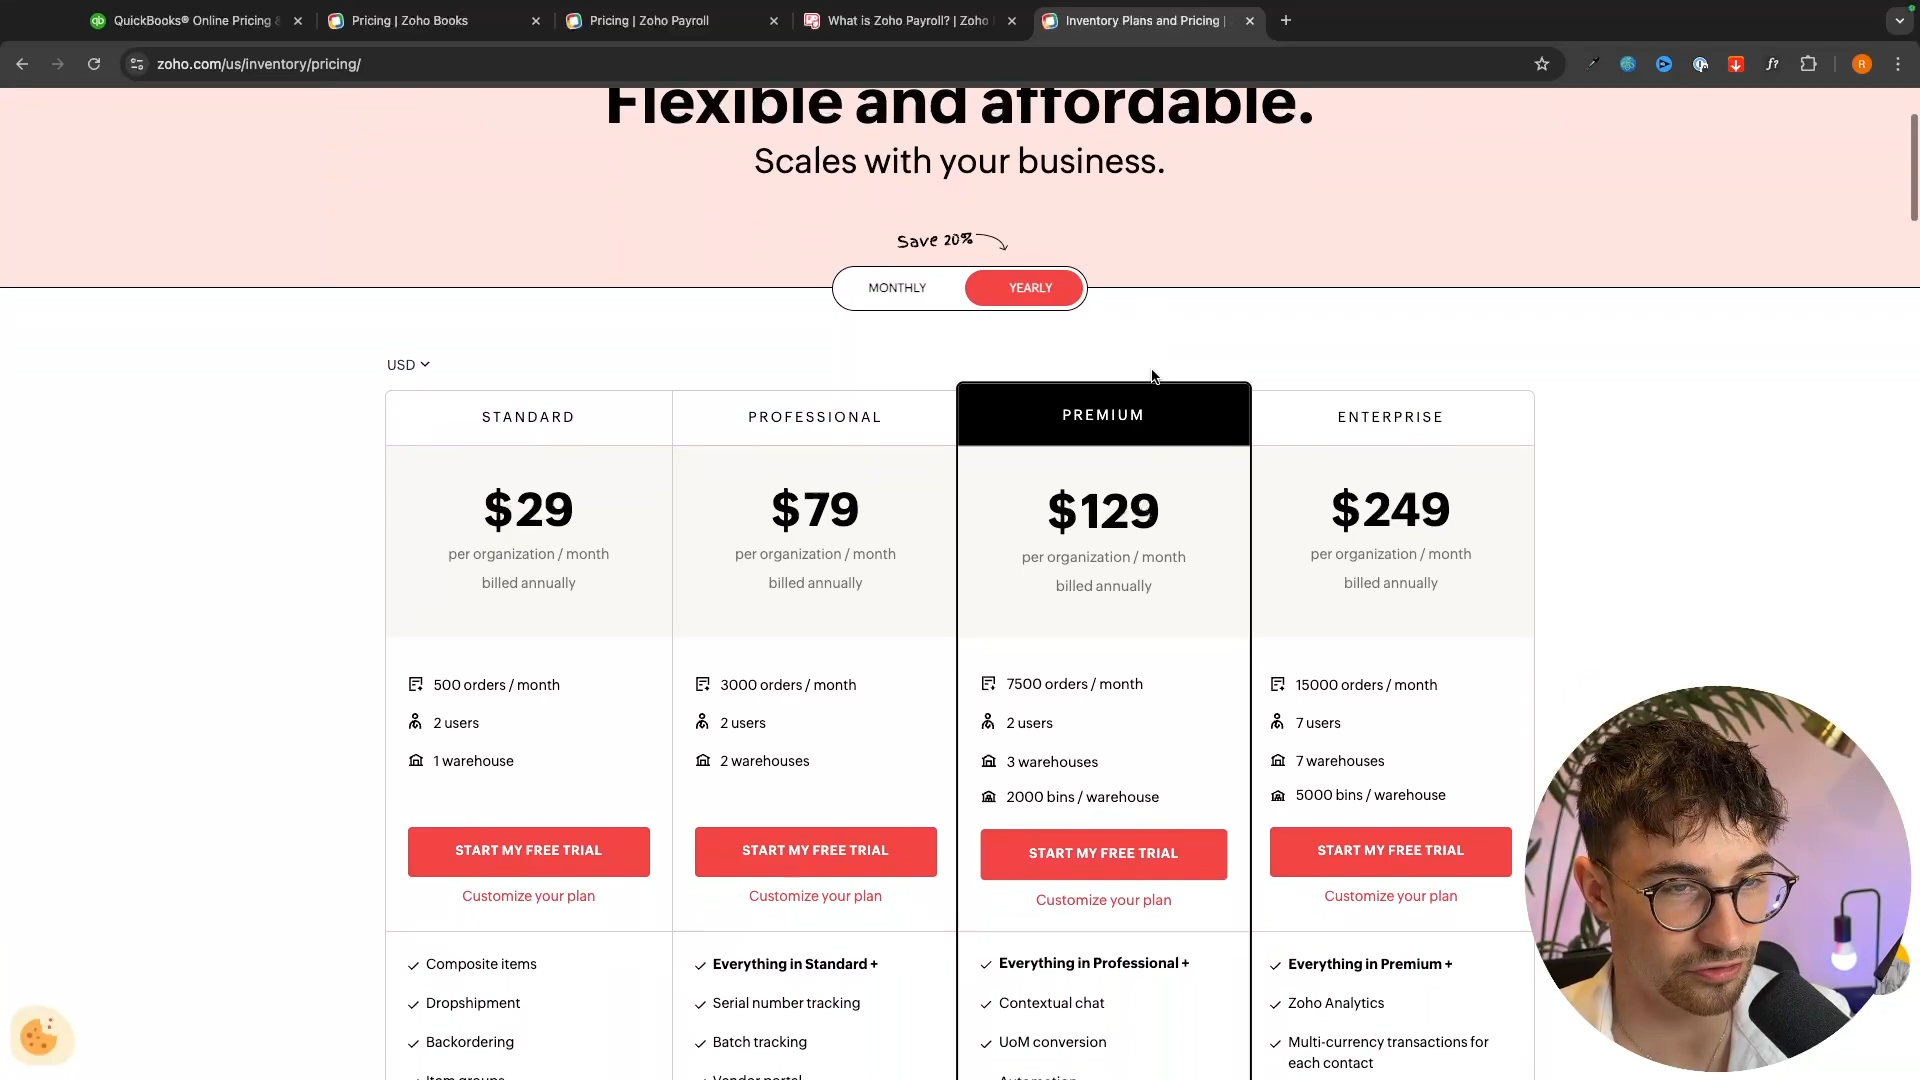 QuickBooks® Online Pricing &
Pricing | Zoho Books
Pricing | Zoho Payroll
What is Zoho Payroll? | Zoho
Inventory Plans and Pricing |
zoho.com/us/inventory/pricing/
R
Flexible and affordable.
Scales with your business.
Save 20%
MONTHLY
YEARLY
USD
STANDARD
PROFESSIONAL
PREMIUM
ENTERPRISE
$29
$79
$129
$249
per organization / month
per organization / month
per organization / month
per organization / month
billed annually
billed annually
billed annually
billed annually
500 orders / month
3000 orders / month
7500 orders / month
15000 orders / month
2 users
2 users
2 users
7 users
1 warehouse
2 warehouses
3 warehouses
7 warehouses
2000 bins / warehouse
5000 bins / warehouse
START MY FREE TRIAL
START MY FREE TRIAL
START MY FREE TRIAL
START MY FREE TRIAL
Customize your plan
Customize your plan
Customize your plan
Customize your plan
Composite items
Everything in Standard +
Everything in Professional +
Everything in Premium +
Dropshipment
Serial number tracking
Contextual chat
Zoho Analytics
Backordering
Batch tracking
UoM conversion
Multi-currency transactions for
each contact
Item groups
Vendor portal
Automation